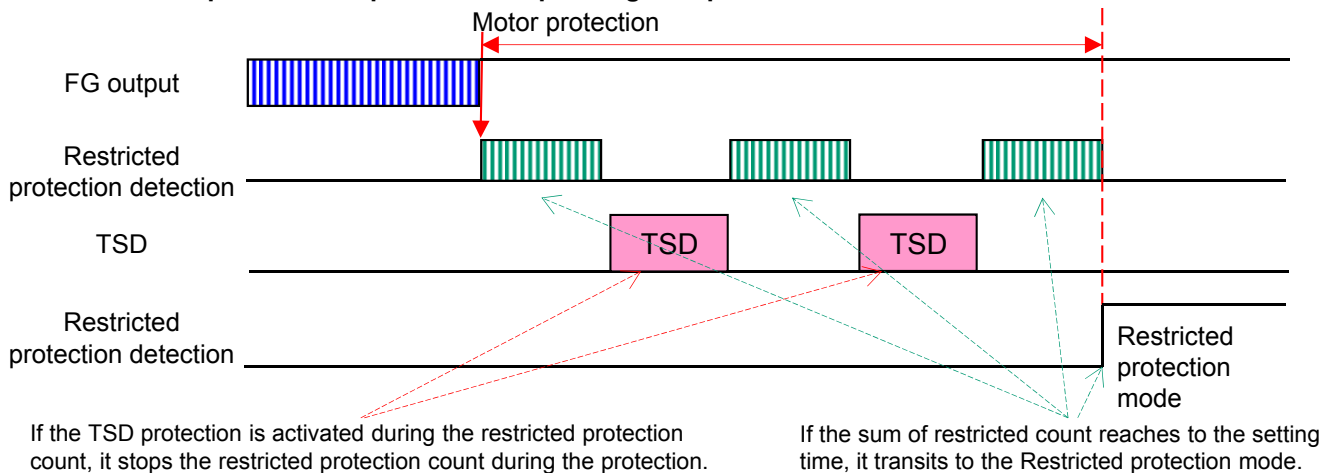 Motor protection
FG output
Restricted
protection detection
TSD
TSD
TSD
Restricted
protection detection
Restricted
protection
mode
If the TSD protection is activated during the restricted protection
count, it stops the restricted protection count during the protection.
If the sum of restricted count reaches to the setting
time, it transits to the Restricted protection mode.